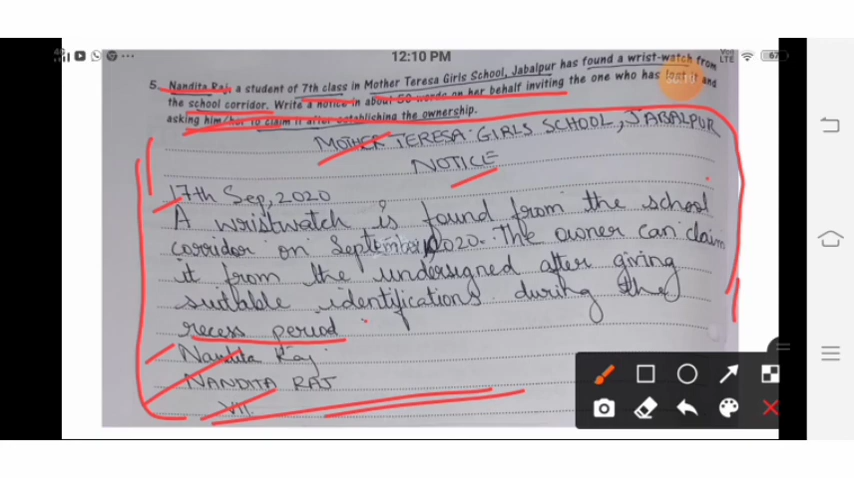 12:10 PM
5. Nandita Raj, a student of 7th class in Mother Teresa Girls School, Jabalpur has found a wrist-watch from
the school corridor. Write a notice in about 50 words on her behalf inviting the one who has lost it and
asking him/her to claim it after establishing the ownership.
MOTHER TERESA GIRLS SCHOOL, JABALPUR
NOTICE
17th Sep, 2020
A wristwatch is found from the school
corridor on September 2020. The owner can claim
it from the undersigned after giving
suitable identifications during the
recess period
Nandita Raj
NANDITA RAJ
VII.